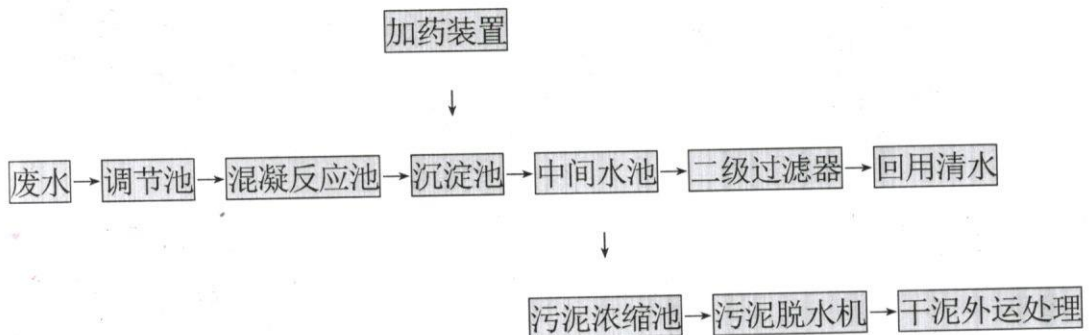 加药装置
↓
废水→调节池→混凝反应池→沉淀池→中间水池→二级过滤器→回用清水
↓
污泥浓缩池→污泥脱水机→干泥外运处理